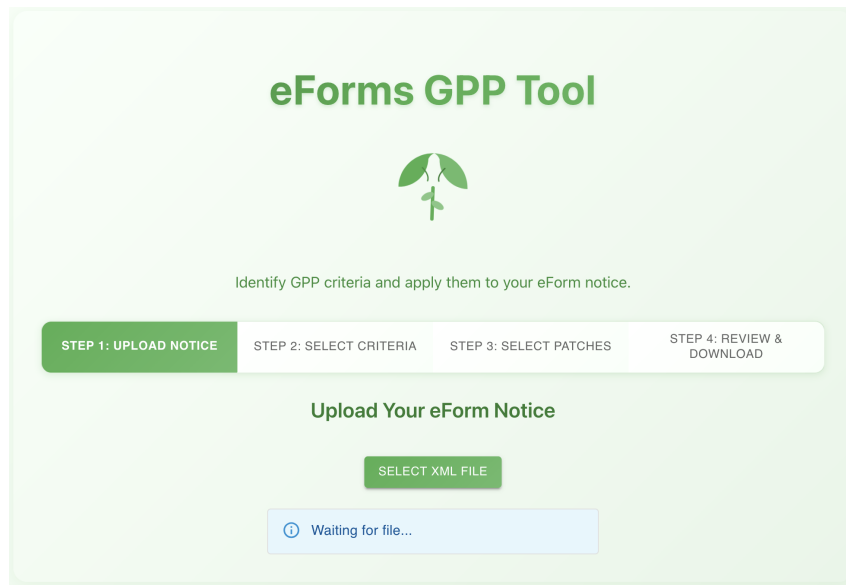 eForms GPP Tool
Identify GPP criteria and apply them to your eForm notice.
STEP 1: UPLOAD NOTICE
STEP 2: SELECT CRITERIA
STEP 3: SELECT PATCHES
STEP 4: REVIEW &
DOWNLOAD
Upload Your eForm Notice
SELECT XML FILE
Waiting for file...